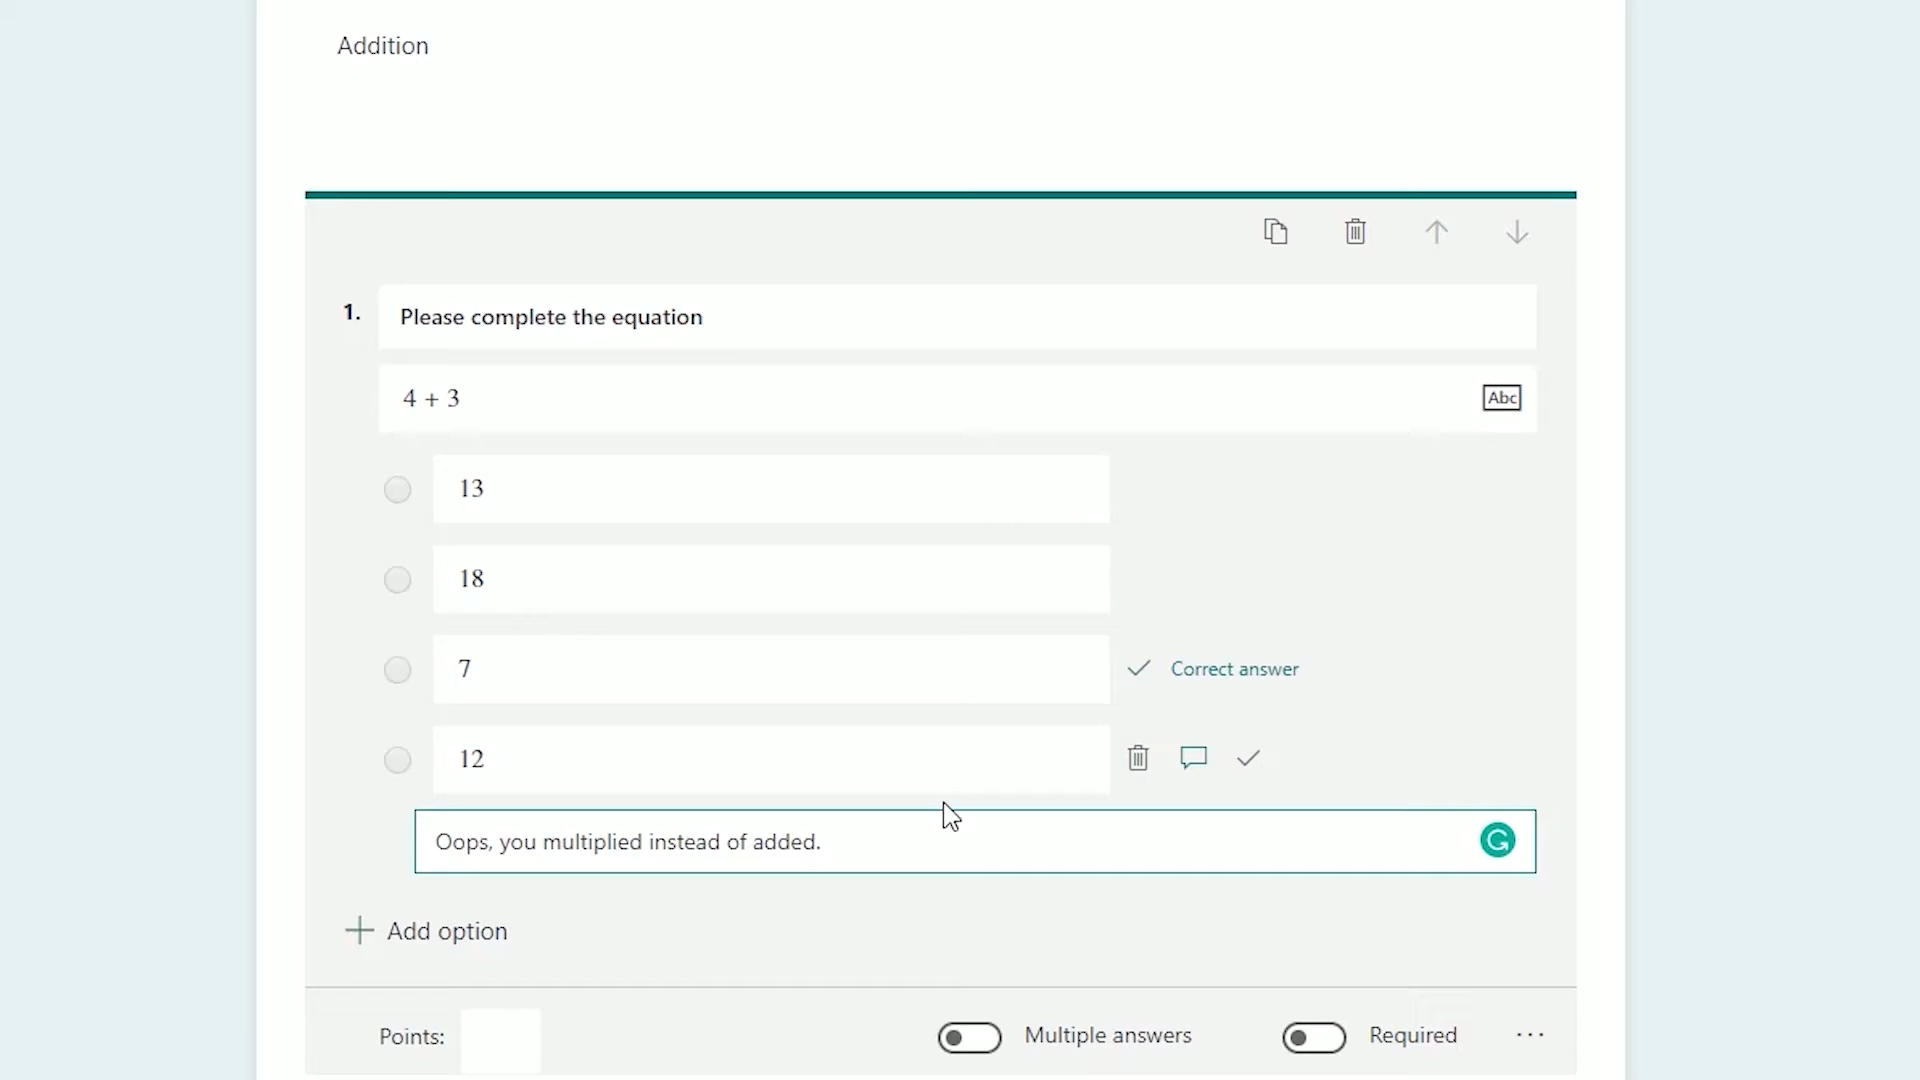 Addition
1. Please complete the equation
4 + 3
Abc
13
18
7
Correct answer
12
Oops, you multiplied instead of added.
Add option
Points:
Multiple answers
Required